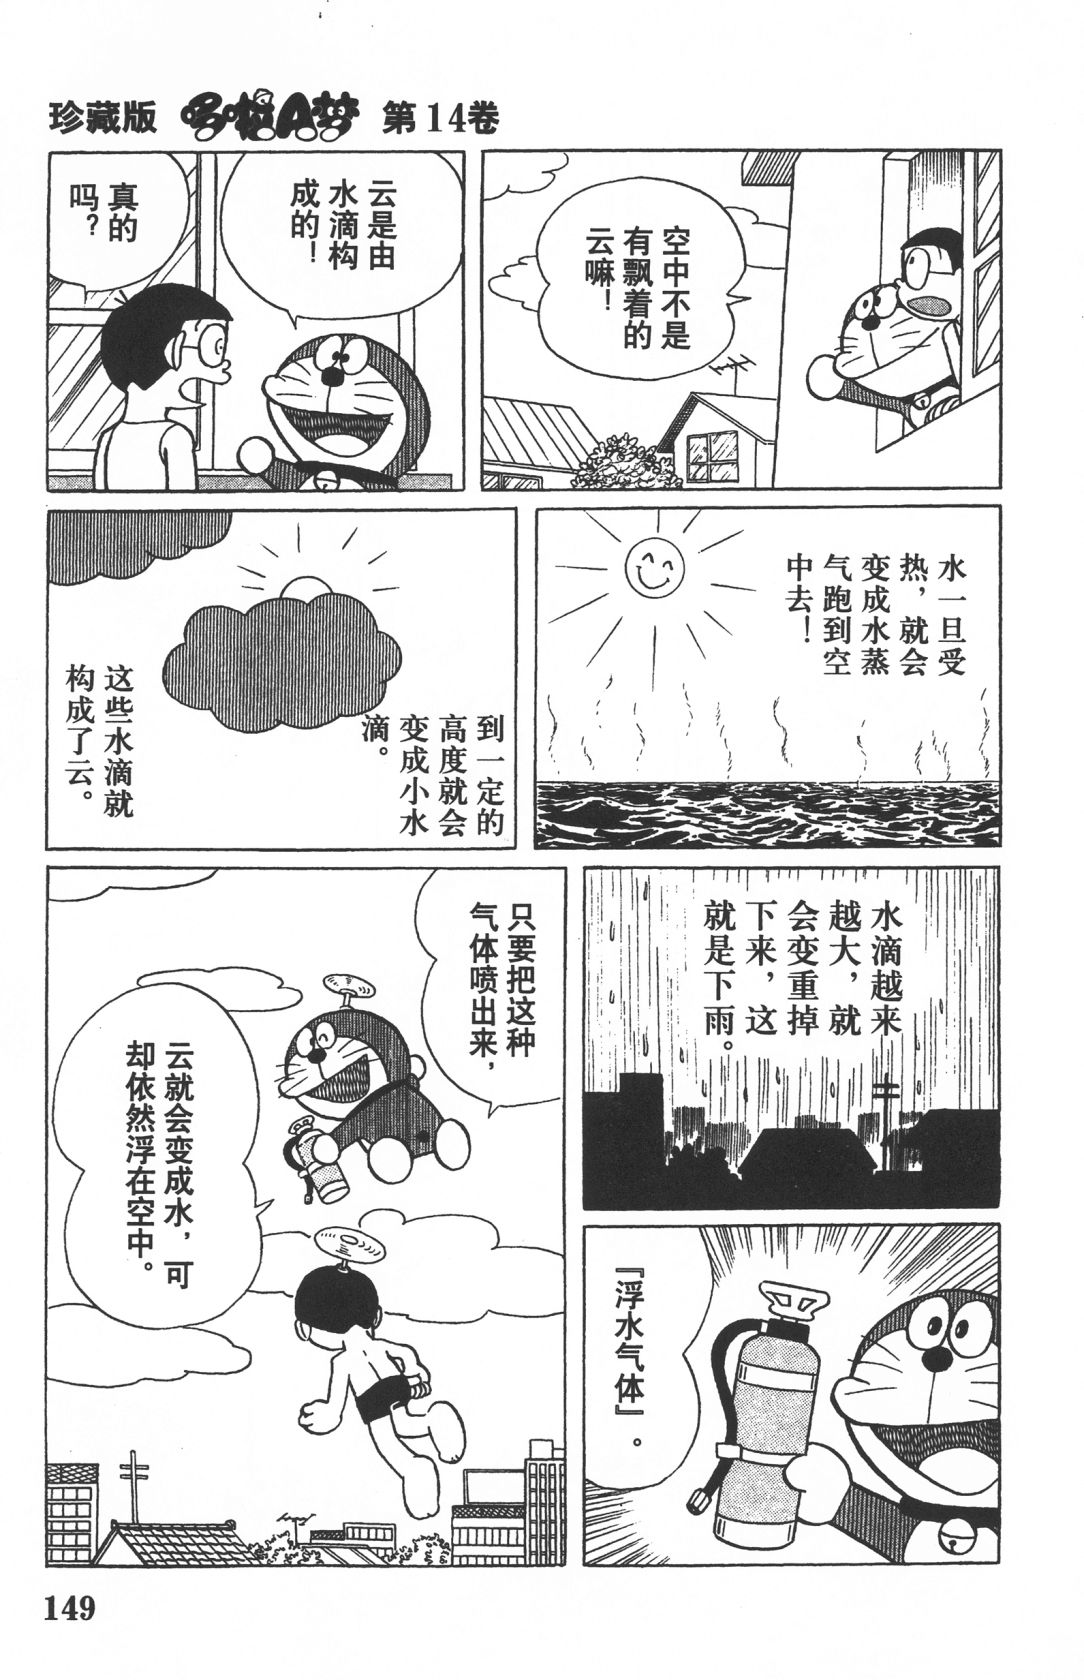 珍藏版 哆啦A梦 第14卷
空中不是
有飘着的
云嘛！
云是由
水滴构
成的！
真的
吗？
水一旦受
热，就会
变成水蒸
气跑到空
中去！
到一定的
高度就会
变成小水
滴。
这些水滴就
构成了云。
水滴越来
越大，就
会变重掉
下来，这
就是下雨。
『浮水气体』。
只要把这种
气体喷出来，
云就会变成水，可
却依然浮在空中。
149